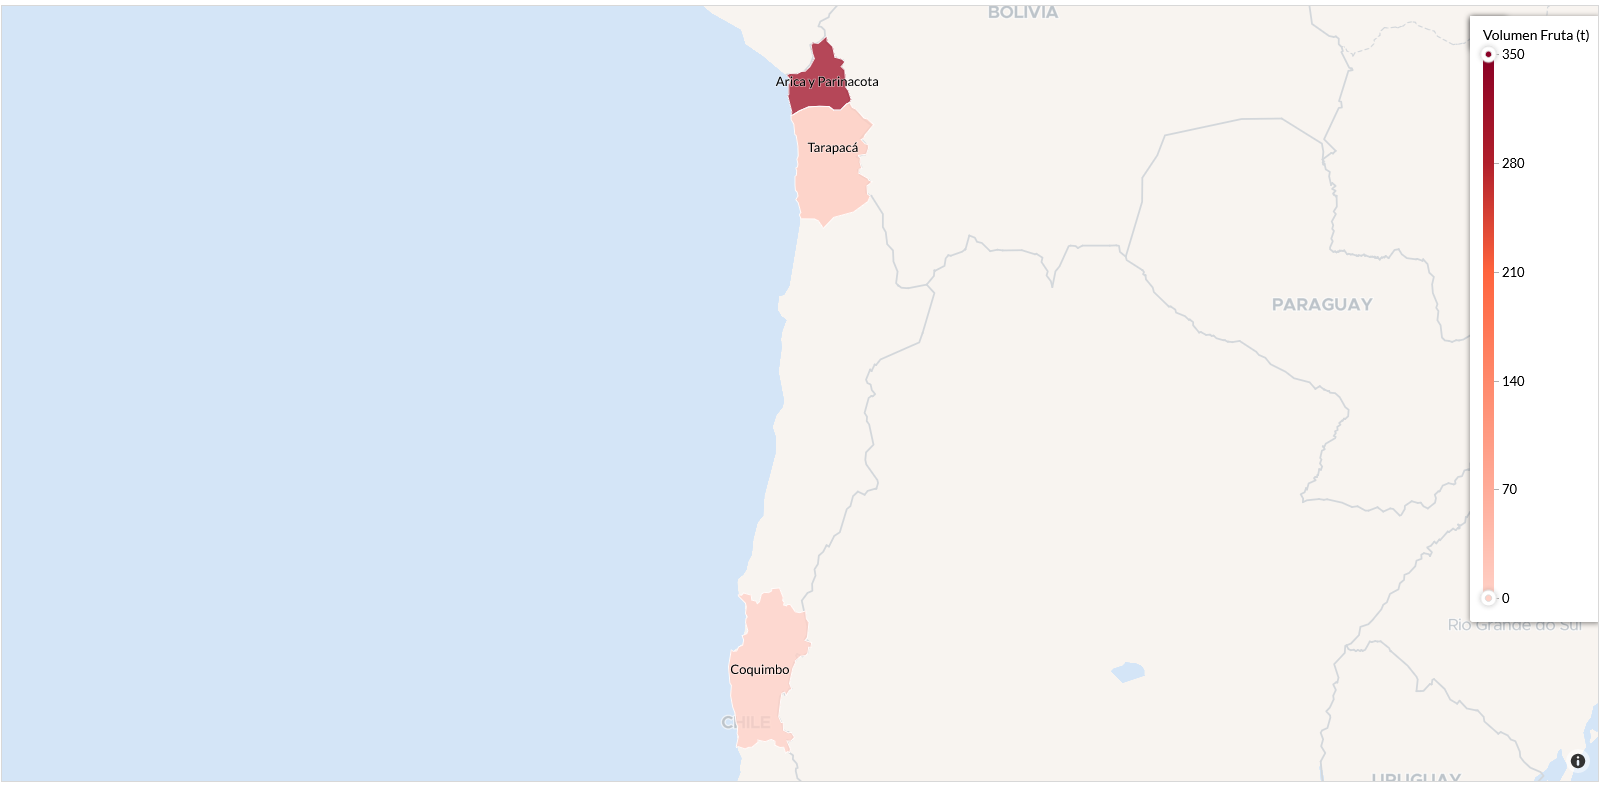 BOLIVIA
Volumen Fruta (t)
350
Arica y Parinacota
Tarapacá
280
210
PARAGUAY
140
70
0
Rio Grande do Sul
Coquimbo
CHILE
URUGUAY